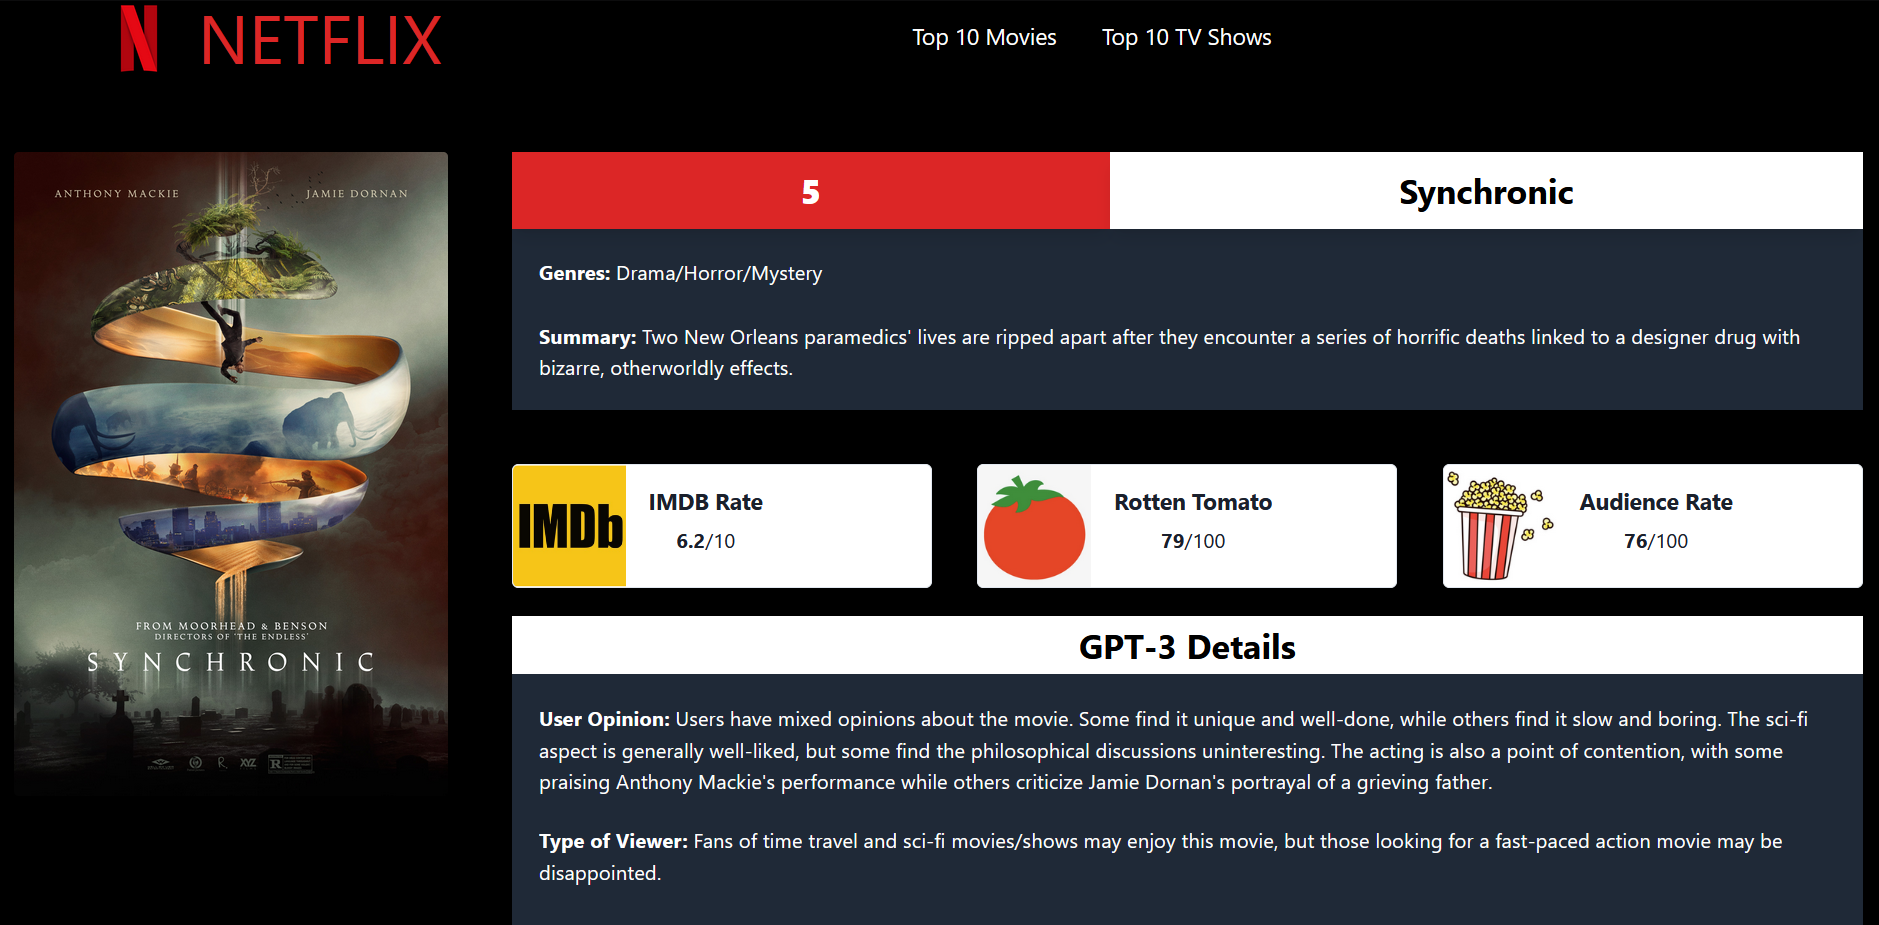 N NETFLIX
Top 10 Movies
Top 10 TV Shows
ANTHONY MACKIE
JAMIE DORNAN
FROM MOORHEAD & BENSON
DIRECTORS OF 'THE ENDLESS'
SYNCHRONIC
XYZ
R
5
Synchronic
Genres: Drama/Horror/Mystery
Summary: Two New Orleans paramedics' lives are ripped apart after they encounter a series of horrific deaths linked to a designer drug with
bizarre, otherworldly effects.
IMDb
IMDB Rate
6.2/10
Rotten Tomato
79/100
Audience Rate
76/100
GPT-3 Details
User Opinion: Users have mixed opinions about the movie. Some find it unique and well-done, while others find it slow and boring. The sci-fi
aspect is generally well-liked, but some find the philosophical discussions uninteresting. The acting is also a point of contention, with some
praising Anthony Mackie's performance while others criticize Jamie Dornan's portrayal of a grieving father.
Type of Viewer: Fans of time travel and sci-fi movies/shows may enjoy this movie, but those looking for a fast-paced action movie may be
disappointed.